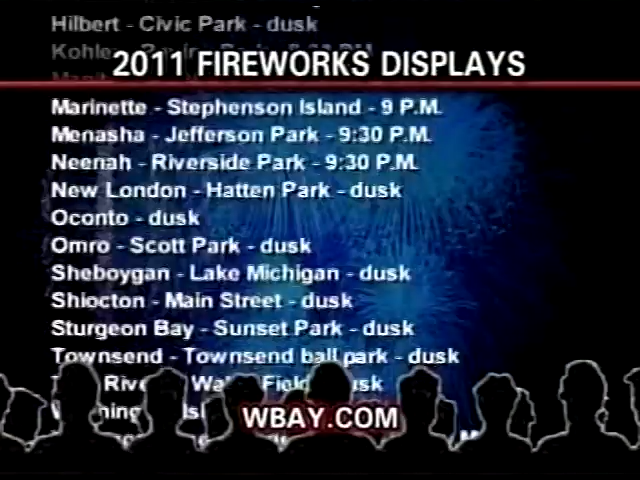 Hilbert - Civic Park - dusk
2011 FIREWORKS DISPLAYS
Marinette - Stephenson Island - 9 P.M.
Menasha - Jefferson Park - 9:30 P.M.
Neenah - Riverside Park - 9:30 P.M.
New London - Hatten Park - dusk
Oconto - dusk
Omro - Scott Park - dusk
Sheboygan - Lake Michigan - dusk
Shiocton - Main Street - dusk
Sturgeon Bay - Sunset Park - dusk
Townsend - Townsend ball park - dusk
Field
WBAY.COM